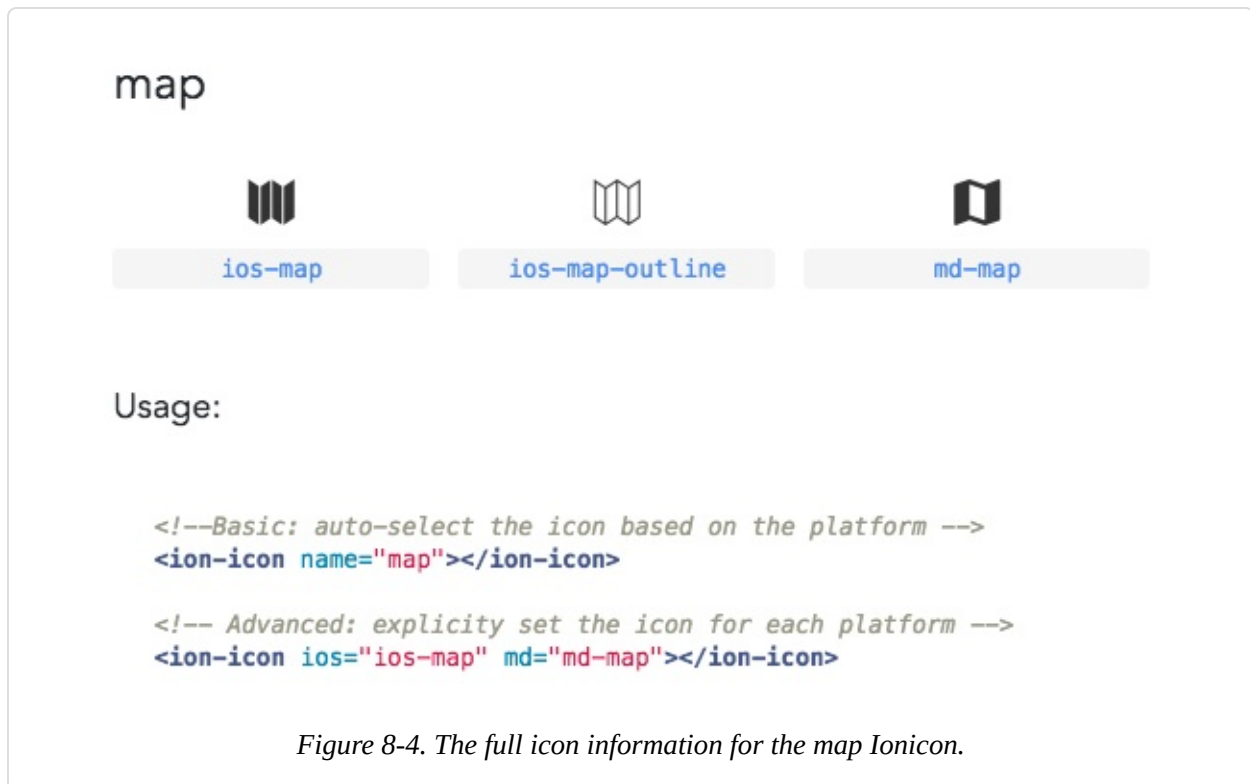 map
ios-map ios-map-outline md-map
Usage:
<!--Basic: auto-select the icon based on the platform -->
<ion-icon name="map"></ion-icon>
<!-- Advanced: explicity set the icon for each platform -->
<ion-icon ios="ios-map" md="md-map"></ion-icon>
Figure 8-4. The full icon information for the map Ionicon.